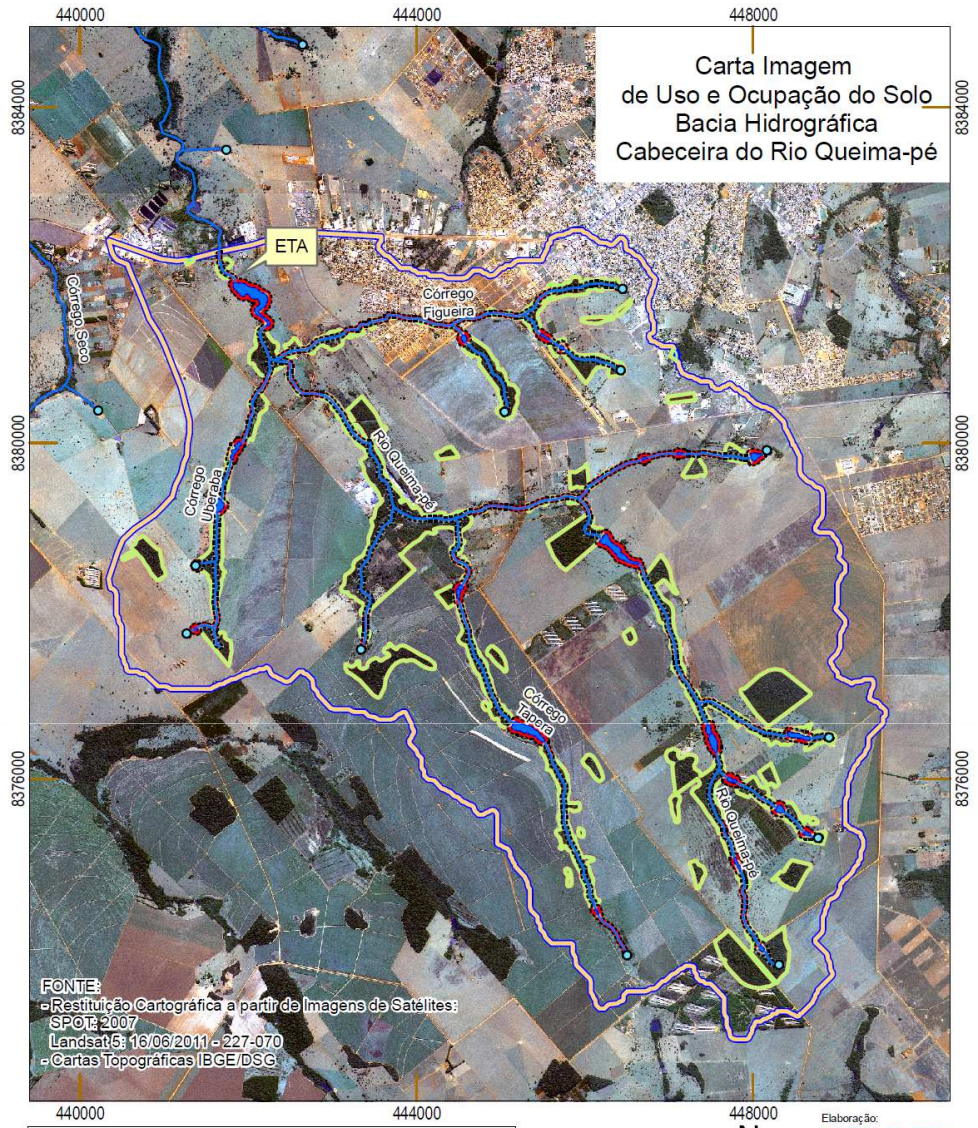 440000
444000
448000
8384000
8384000
Carta Imagem
de Uso e Ocupação do Solo
Bacia Hidrográfica
Cabeceira do Rio Queima-pé
ETA
Córrego
Figueira
Córrego Seco
8380000
8380000
Rio Queima-pé
Córrego
Uberaba
Córrego
Tapera
8376000
8376000
Rio Queima-pé
FONTE:
- Restituição Cartográfica a partir de Imagens de Satélites:
SPOT: 2007
Landsat 5: 16/06/2011 - 227-070
- Cartas Topográficas IBGE/DSG
440000
444000
448000
Elaboração: